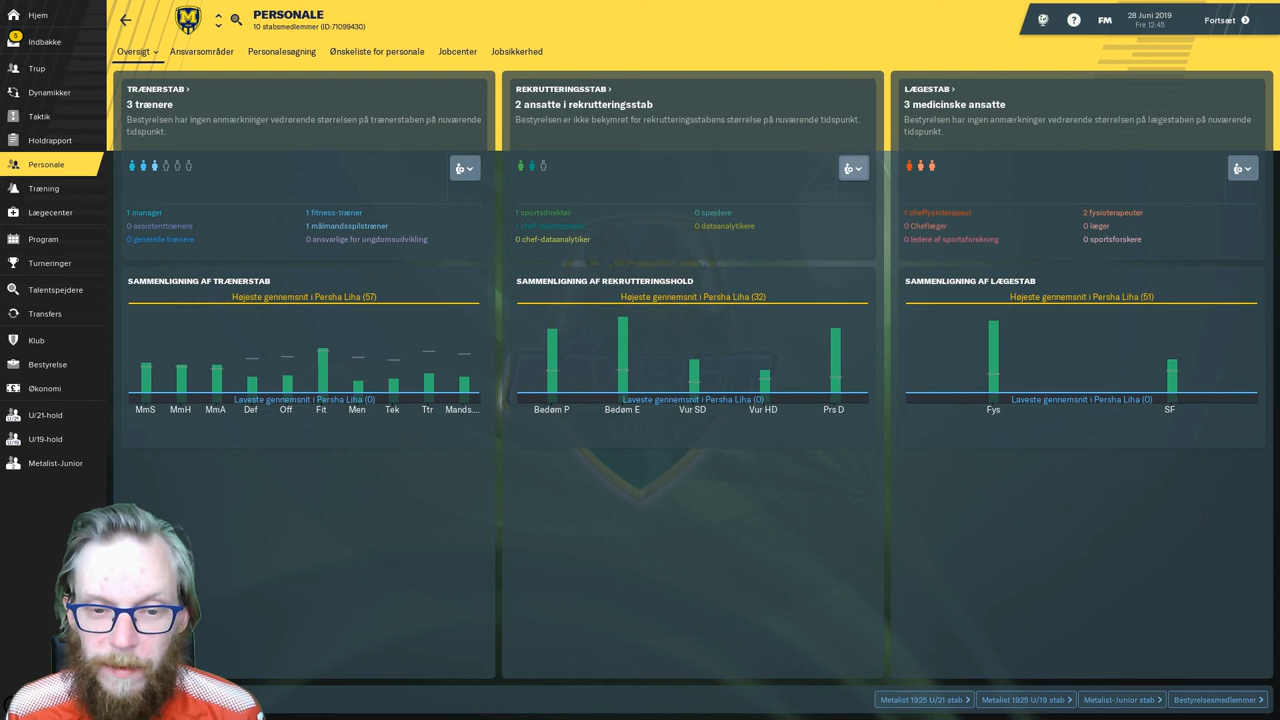 Hjem
5
Indbakke
Trup
Dynamikker
Taktik
Holdrapport
Personale
Træning
Lægecenter
Program
Turneringer
Talentspejdere
Transfers
Klub
Bestyrelse
Økonomi
U/21-hold
U/19-hold
Metalist-Junior
M
PERSONALE
10 stabsmedlemmer (ID:71099430)
?
FM
28 Juni 2019
Fre 12:45
Fortsæt
Oversigt
Ansvarsområder
Personalesøgning
Ønskeliste for personale
Jobcenter
Jobsikkerhed
TRÆNERSTAB
3 trænere
Bestyrelsen har ingen anmærkninger vedrørende størrelsen på trænerstaben på nuværende
tidspunkt.
1 manager
1 fitness-træner
0 assistenttrænere
1 målmandsspilstræner
0 generelle trænere
0 ansvarlige for ungdomsudvikling
SAMMENLIGNING AF TRÆNERSTAB
Højeste gennemsnit i Persha Liha (57)
Laveste gennemsnit i Persha Liha (0)
MmS MmH MmA Def Off Fit Men Tek Ttr Mands...
REKRUTTERINGSSTAB
2 ansatte i rekrutteringsstab
Bestyrelsen er ikke bekymret for rekrutteringsstabens størrelse på nuværende tidspunkt.
1 sportsdirektør
0 spejdere
1 chef-talentspejder
0 dataanalytikere
0 chef-dataanalytiker
SAMMENLIGNING AF REKRUTTERINGSHOLD
Højeste gennemsnit i Persha Liha (32)
Laveste gennemsnit i Persha Liha (0)
Bedøm P Bedøm E Vur SD Vur HD Prs D
LÆGESTAB
3 medicinske ansatte
Bestyrelsen har ingen anmærkninger vedrørende størrelsen på lægestaben på nuværende
tidspunkt.
1 cheffysioterapeut
2 fysioterapeuter
0 Cheflæger
0 læger
0 ledere af sportsforskning
0 sportsforskere
SAMMENLIGNING AF LÆGESTAB
Højeste gennemsnit i Persha Liha (51)
Laveste gennemsnit i Persha Liha (0)
Fys SF
Metalist 1925 U/21 stab
Metalist 1925 U/19 stab
Metalist-Junior stab
Bestyrelsesmedlemmer